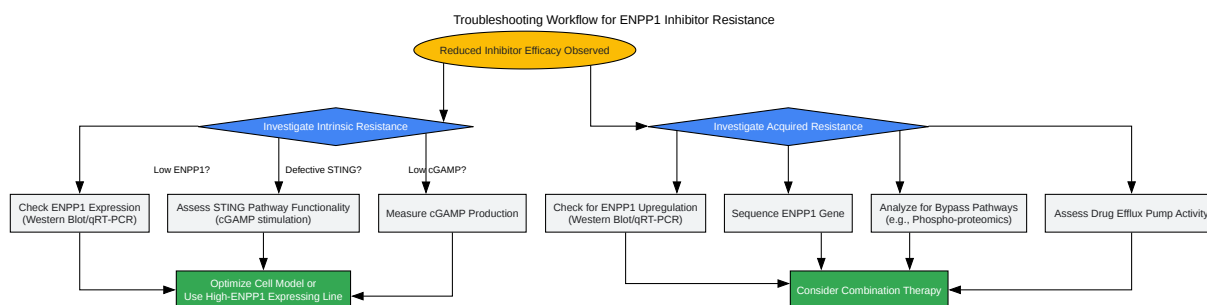 Troubleshooting Workflow for ENPP1 Inhibitor Resistance
Reduced Inhibitor Efficacy Observed
Investigate Intrinsic Resistance
Investigate Acquired Resistance
Low ENPP1?
Defective STING?
Low cGAMP?
Check ENPP1 Expression
(Western Blot/qRT-PCR)
Assess STING Pathway Functionality
(cGAMP stimulation)
Measure cGAMP Production
Check for ENPP1 Upregulation
(Western Blot/qRT-PCR)
Sequence ENPP1 Gene
Analyze for Bypass Pathways
(e.g., Phospho-proteomics)
Assess Drug Efflux Pump Activity
Optimize Cell Model or
Use High-ENPP1 Expressing Line
Consider Combination Therapy